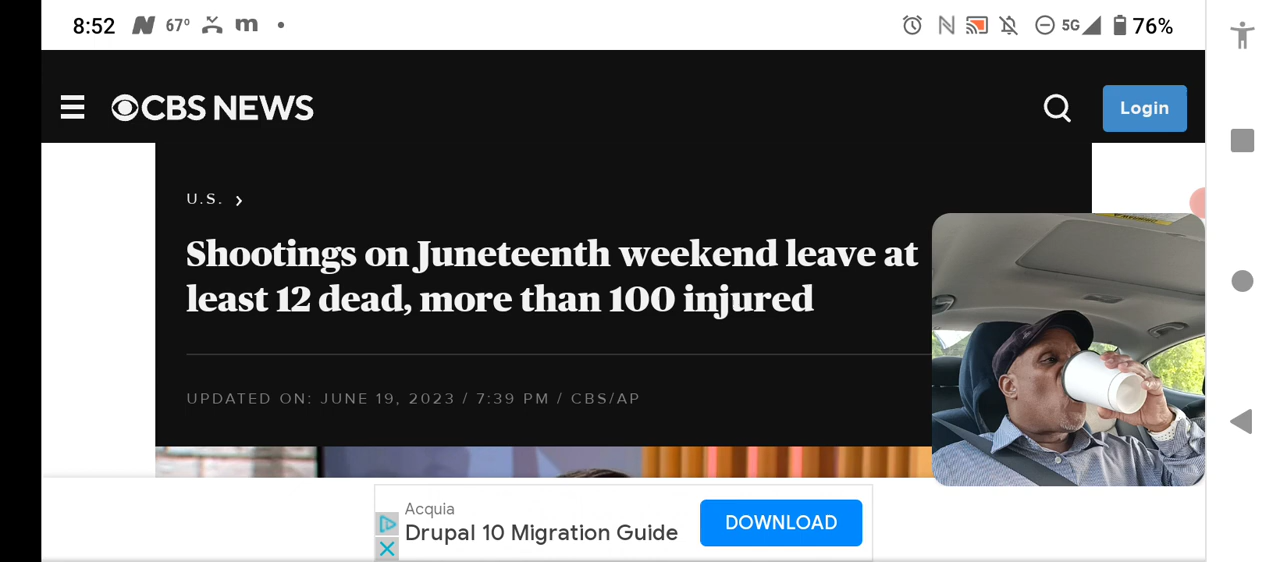 8:52
67°
5G
76%
CBS NEWS
Login
U.S.
Shootings on Juneteenth weekend leave at
least 12 dead, more than 100 injured
UPDATED ON: JUNE 19, 2023 / 7:39 PM / CBS/AP
Acquia
Drupal 10 Migration Guide
DOWNLOAD